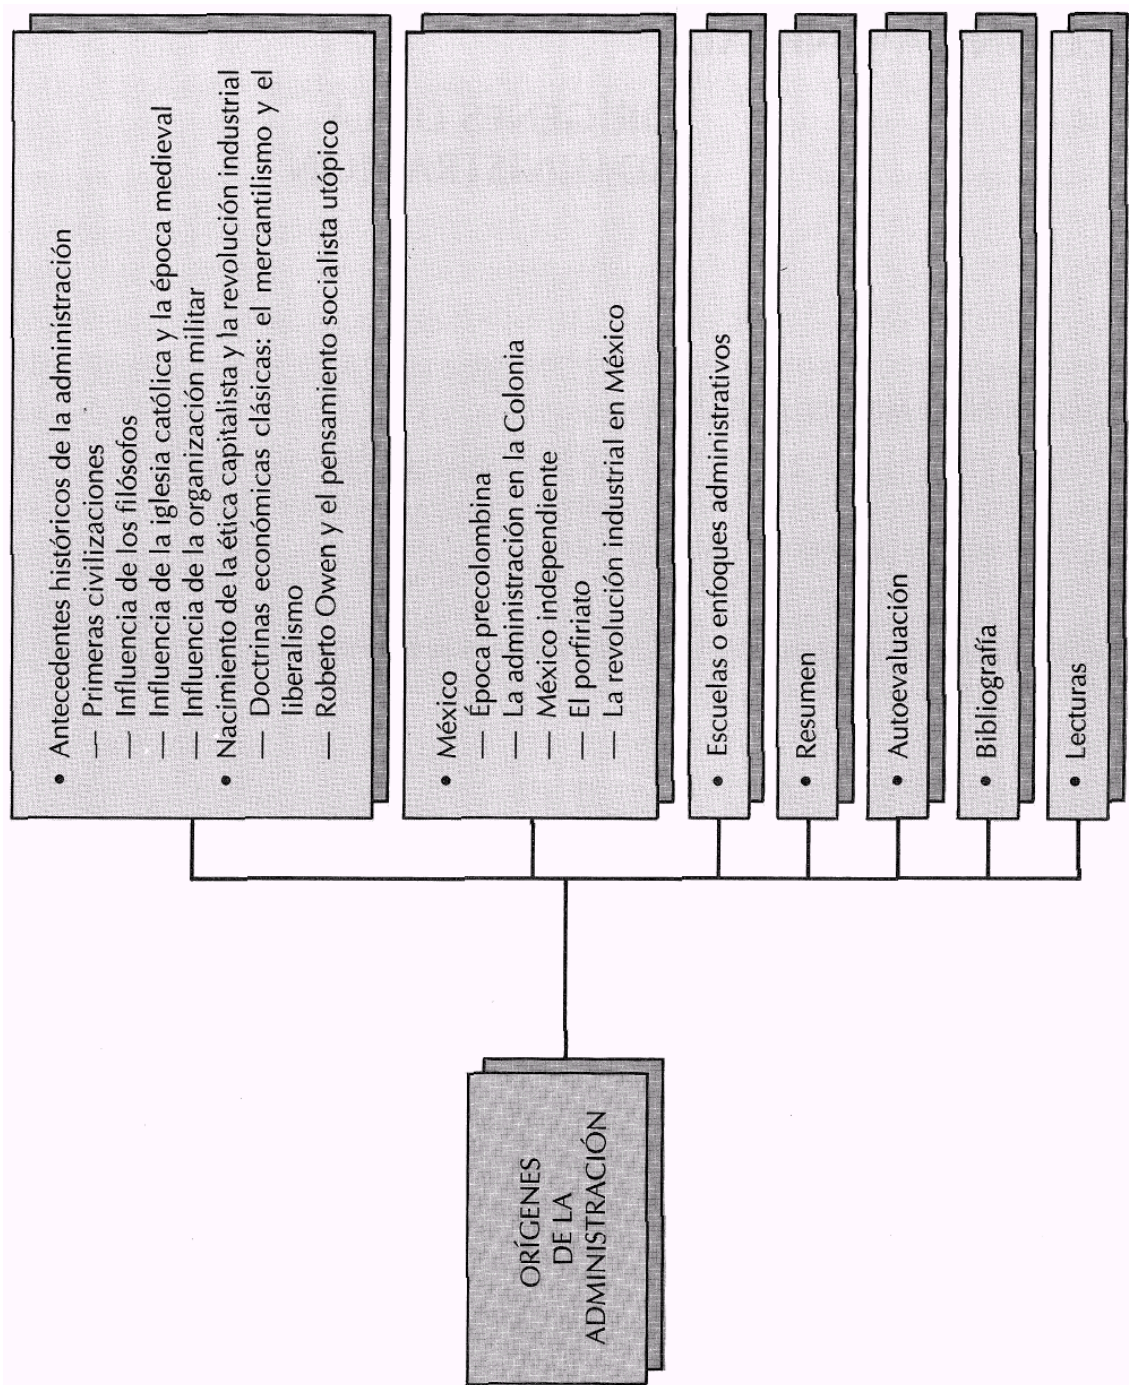 ORÍGENES
DE LA
ADMINISTRACIÓN
• Antecedentes históricos de la administración
— Primeras civilizaciones
— Influencia de los filósofos
— Influencia de la iglesia católica y la época medieval
— Influencia de la organización militar
• Nacimiento de la ética capitalista y la revolución industrial
— Doctrinas económicas clásicas: el mercantilismo y el
liberalismo
— Roberto Owen y el pensamiento socialista utópico
• México
— Época precolombina
— La administración en la Colonia
— México independiente
— El porfiriato
— La revolución industrial en México
• Escuelas o enfoques administrativos
• Resumen
• Autoevaluación
• Bibliografía
• Lecturas